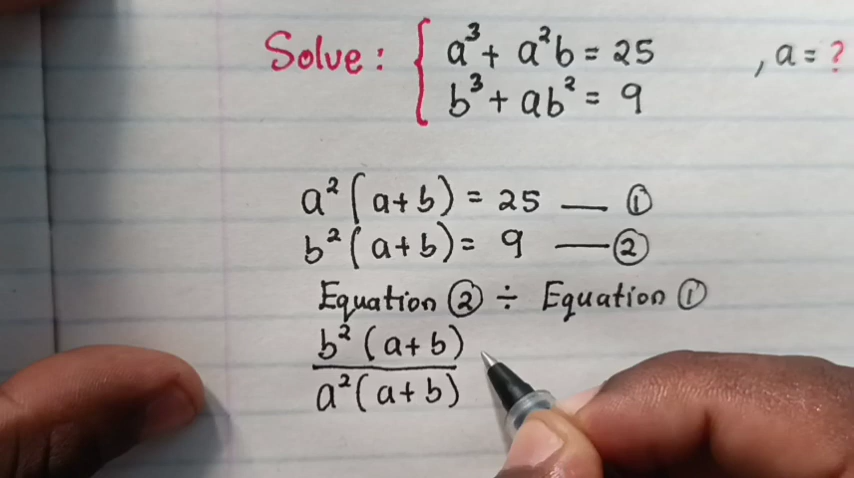 Solve : { a³ + a²b = 25 , a = ?
b³ + ab² = 9
a² ( a + b ) = 25 — ①
b² ( a + b ) = 9 — ②
Equation ② ÷ Equation ①
b² ( a + b )
a² ( a + b )